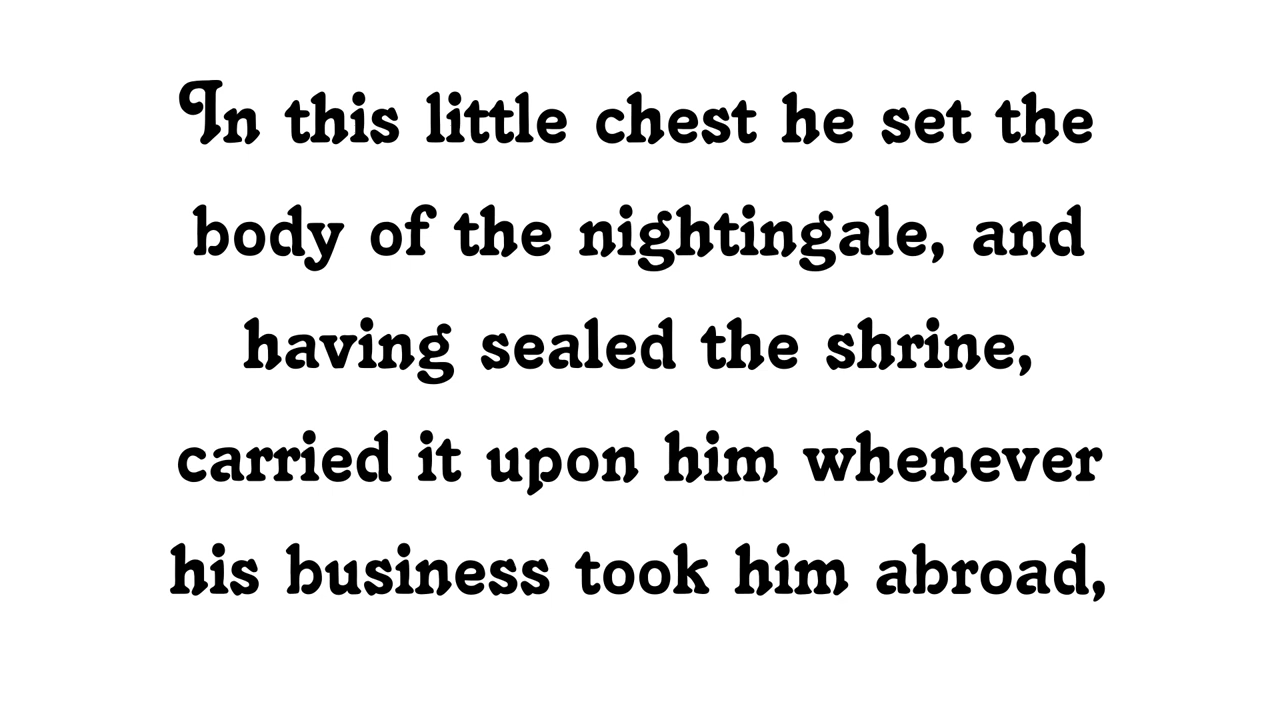 In this little chest he set the
body of the nightingale, and
having sealed the shrine,
carried it upon him whenever
his business took him abroad,